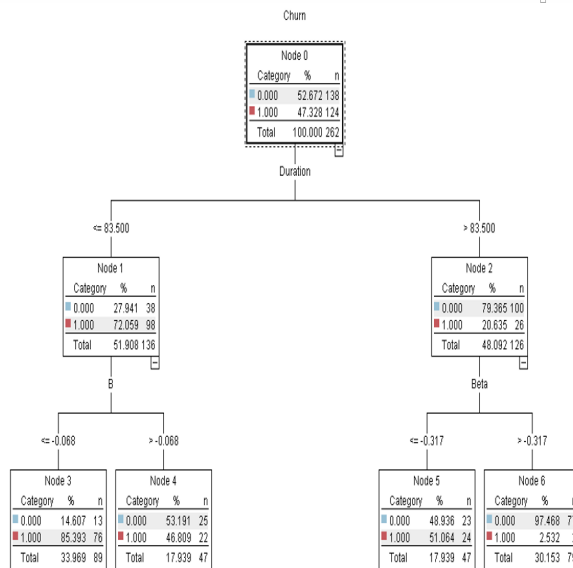 Churn
Node 0
Category % n
0.000 52.672 138
1.000 47.328 124
Total 100.000 262
Duration
<= 83.500
> 83.500
Node 1
Category % n
0.000 27.941 38
1.000 72.059 98
Total 51.908 136
Node 2
Category % n
0.000 79.365 100
1.000 20.635 26
Total 48.092 126
B
Beta
<= -0.068
> -0.068
<= -0.317
> -0.317
Node 3
Category % n
0.000 14.607 13
1.000 85.393 76
Total 33.969 89
Node 4
Category % n
0.000 53.191 25
1.000 46.809 22
Total 17.939 47
Node 5
Category % n
0.000 48.936 23
1.000 51.064 24
Total 17.939 47
Node 6
Category %
0.000 97.468
1.000 2.532
Total 30.153